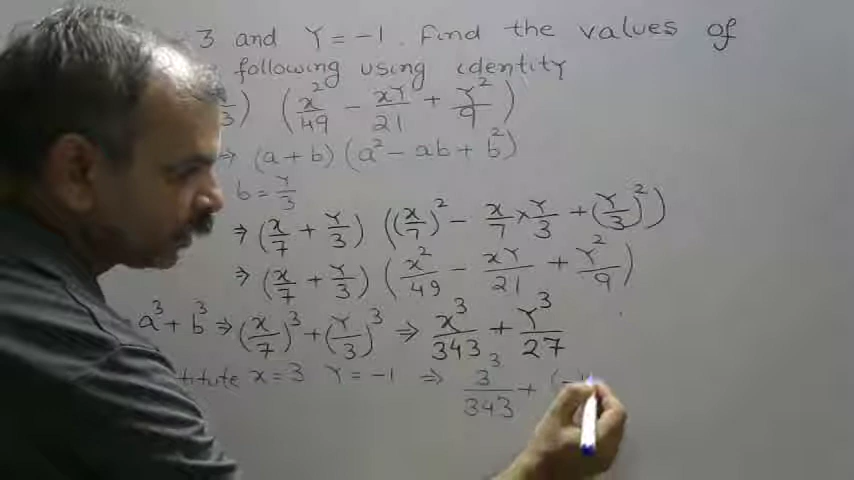 3 and Y = -1. Find the values of
following using identity
3) (x²/49 - xY/21 + Y²/9)
⇒ (a+b) (a² - ab + b²)
b = Y/3
⇒ (x/7 + Y/3) ((x/7)² - x/7 × Y/3 + (Y/3)²)
⇒ (x/7 + Y/3) (x²/49 - xY/21 + Y²/9)
a³ + b³ ⇒ (x/7)³ + (Y/3)³ ⇒ x³/343 + Y³/27
titute x = 3 Y = -1 ⇒ 3³/343 + (-1